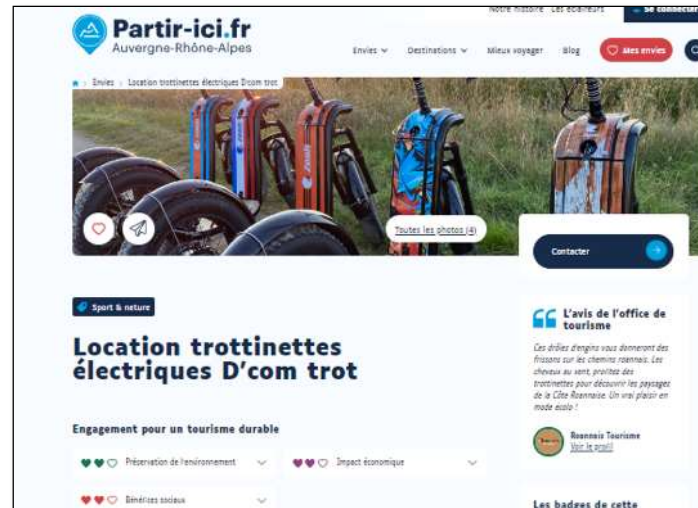 Notre histoire Les éclaireurs Se connecter
Partir-ici.fr
Auvergne-Rhône-Alpes
Envies Destinations Mieux voyager Blog Mes envies
Envies > Location trottinettes électriques D'com trot
Toutes les photos (4)
Contacter
Sport & nature
Location trottinettes
électriques D'com trot
Engagement pour un tourisme durable
Préservation de l'environnement
Impact économique
Bénéfices sociaux
L'avis de l'office de
tourisme
Ces drôles d'engins vous donneront des
frissons sur les chemins roannais. Les
cheveux au vent, profitez des
trottinettes pour découvrir les paysages
de la Côte Roannaise. Un vrai plaisir en
mode écolo !
Roannais Tourisme
Voir le profil
Les badges de cette